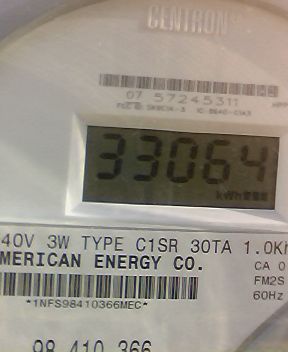 CENTRON
07 57245311
33064
kWh
40V 3W TYPE C1SR 30TA 1.0Kh
MERICAN ENERGY CO.
CA 0
FM2S
60Hz
*1NFS98410366MEC*
98 410 366